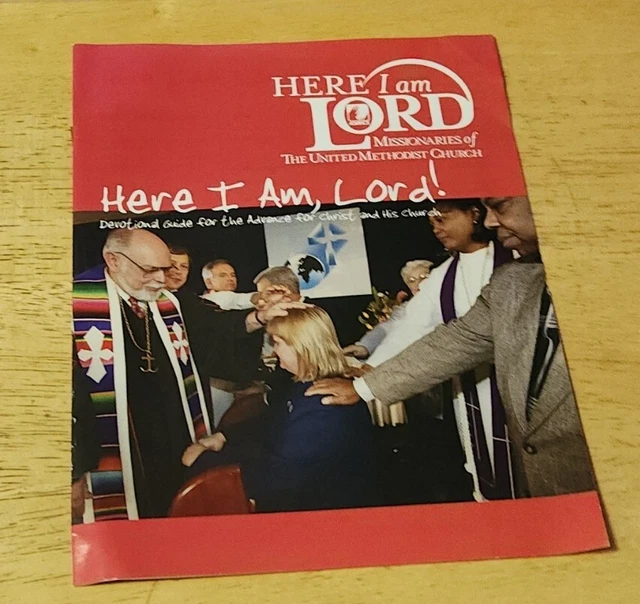 HERE I am
LORD
MISSIONARIES of
THE UNITED METHODIST CHURCH
Here I Am, Lord!
Devotional Guide for the Advance for Christ and His Church